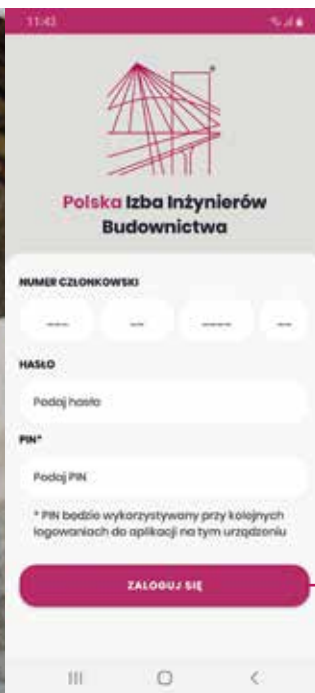 11:43
Polska Izba Inżynierów
Budownictwa
NUMER CZŁONKOWSKI
--- -- ---- --
HASŁO
Podaj hasło
PIN*
Podaj PIN
* PIN będzie wykorzystywany przy kolejnych
logowaniach do aplikacji na tym urządzeniu
ZALOGUJ SIĘ